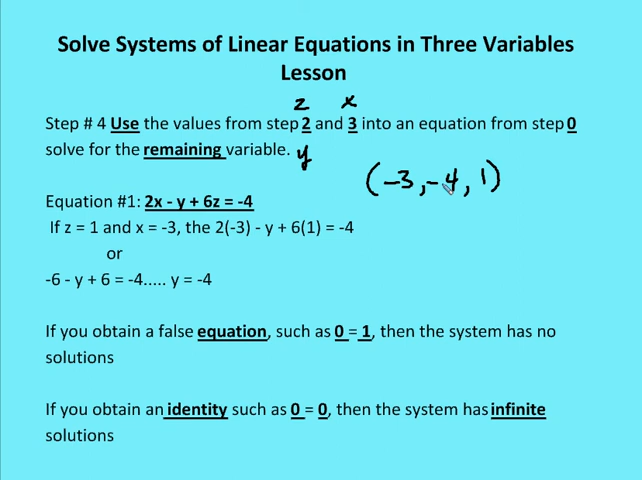 Solve Systems of Linear Equations in Three Variables
Lesson
z x
Step # 4 Use the values from step 2 and 3 into an equation from step 0
solve for the remaining variable. y
(-3, -4, 1)
Equation #1: 2x - y + 6z = -4
If z = 1 and x = -3, the 2(-3) - y + 6(1) = -4
or
-6 - y + 6 = -4..... y = -4
If you obtain a false equation, such as 0 = 1, then the system has no
solutions
If you obtain an identity such as 0 = 0, then the system has infinite
solutions